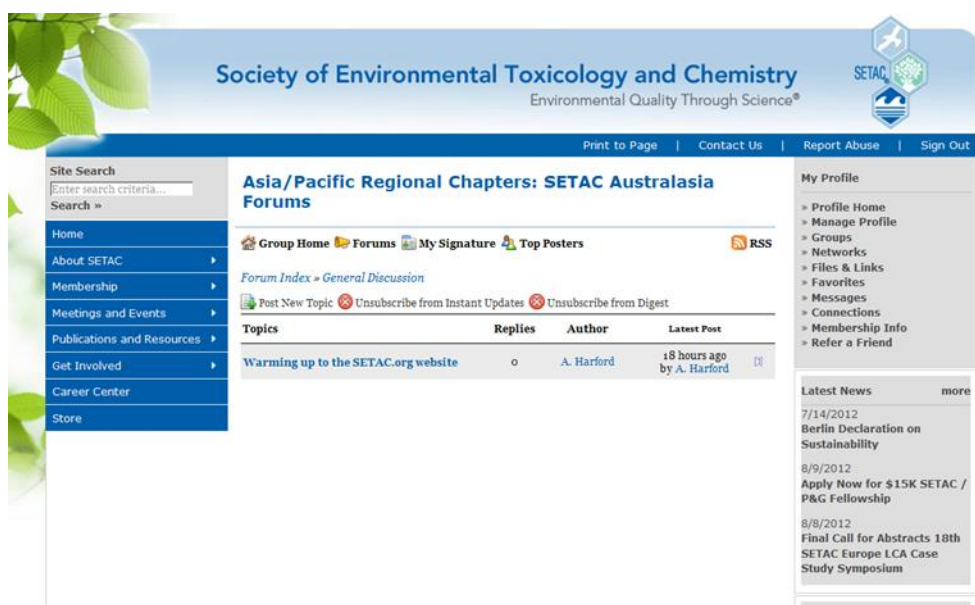 Society of Environmental Toxicology and Chemistry
Environmental Quality Through Science®
SETAC
Print to Page | Contact Us | Report Abuse | Sign Out
Site Search
Enter search criteria...
Search »
Home
About SETAC
Membership
Meetings and Events
Publications and Resources
Get Involved
Career Center
Store
Asia/Pacific Regional Chapters: SETAC Australasia
Forums
Group Home Forums My Signature Top Posters RSS
Forum Index » General Discussion
Post New Topic Unsubscribe from Instant Updates Unsubscribe from Digest
Topics Replies Author Latest Post
Warming up to the SETAC.org website 0 A. Harford 18 hours ago
by A. Harford
My Profile
» Profile Home
» Manage Profile
» Groups
» Networks
» Files & Links
» Favorites
» Messages
» Connections
» Membership Info
» Refer a Friend
Latest News more
7/14/2012
Berlin Declaration on
Sustainability
8/9/2012
Apply Now for $15K SETAC /
P&G Fellowship
8/8/2012
Final Call for Abstracts 18th
SETAC Europe LCA Case
Study Symposium